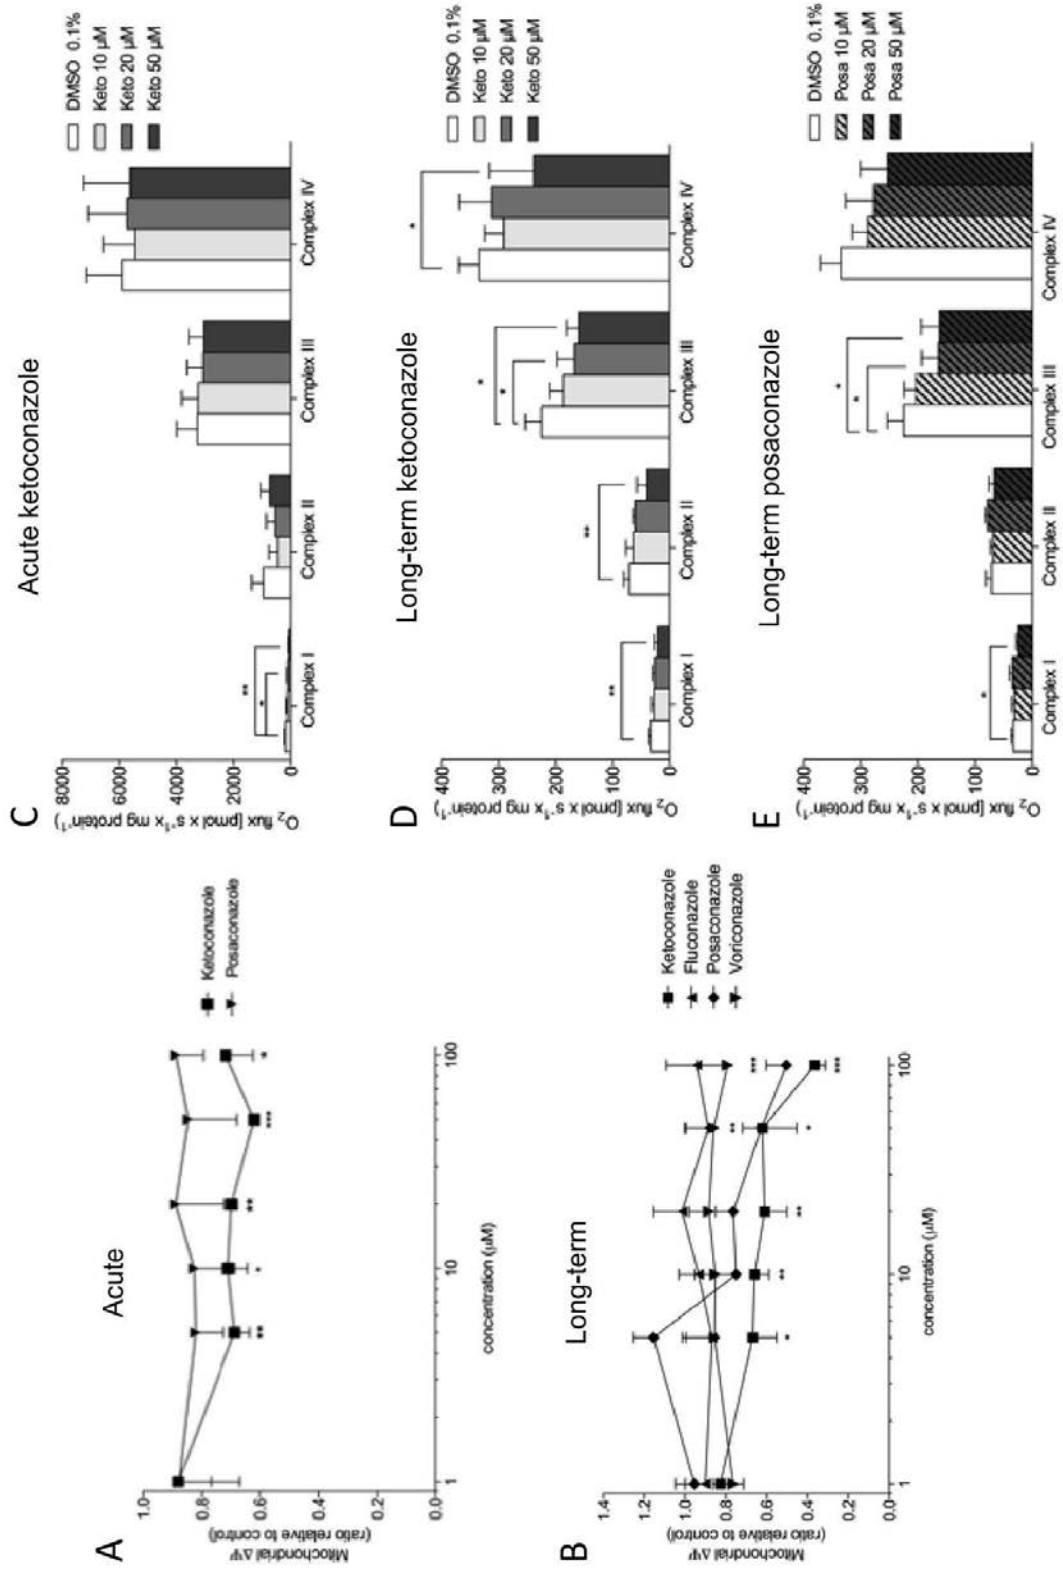 A
Acute
Mitochondrial ΔΨ
(ratio relative to control)
1.0
0.8
0.6
0.4
0.2
0.0
1
10
100
concentration (µM)
**
*
**
***
*
Ketoconazole
Posaconazole
B
Long-term
Mitochondrial ΔΨ
(ratio relative to control)
1.4
1.2
1.0
0.8
0.6
0.4
0.2
0.0
1
10
100
concentration (µM)
*
**
**
*
**
***
***
Ketoconazole
Fluconazole
Posaconazole
Voriconazole
C
Acute ketoconazole
O₂ flux [pmol x s⁻¹x mg protein⁻¹)
8000
6000
4000
2000
0
**
*
Complex I
Complex II
Complex III
Complex IV
DMSO 0.1%
Keto 10 µM
Keto 20 µM
Keto 50 µM
D
Long-term ketoconazole
O₂ flux [pmol x s⁻¹x mg protein⁻¹)
400
300
200
100
0
**
**
*
*
*
Complex I
Complex II
Complex III
Complex IV
DMSO 0.1%
Keto 10 µM
Keto 20 µM
Keto 50 µM
E
Long-term posaconazole
O₂ flux [pmol x s⁻¹x mg protein⁻¹)
400
300
200
100
0
*
*
*
Complex I
Complex II
Complex III
Complex IV
DMSO 0.1%
Posa 10 µM
Posa 20 µM
Posa 50 µM